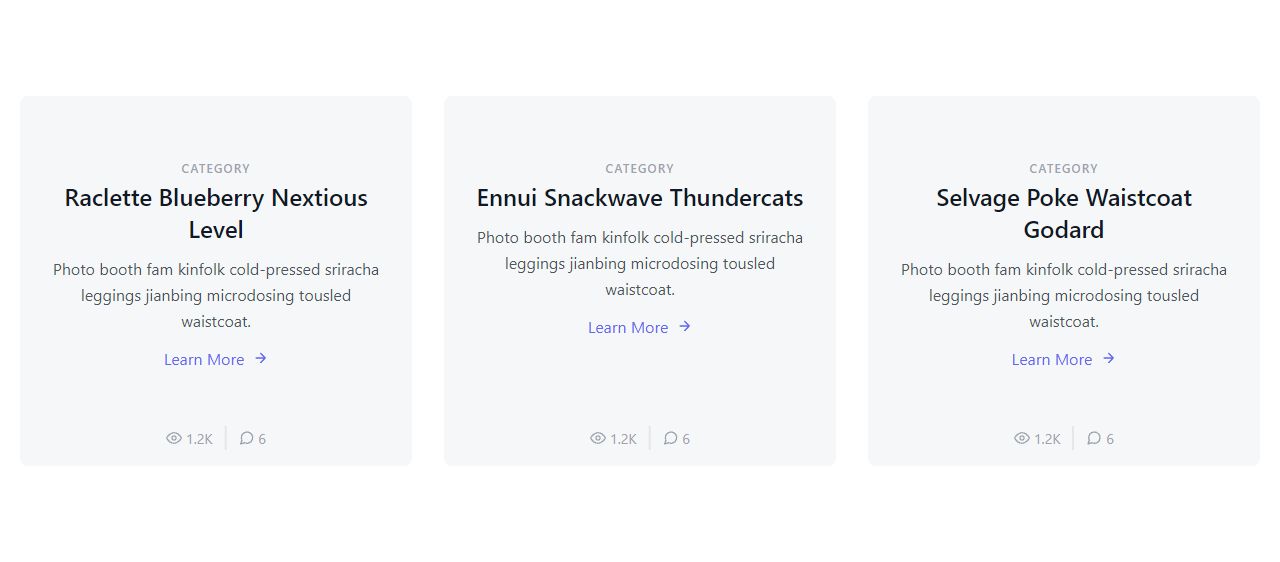 CATEGORY
Raclette Blueberry Nextious
Level
Photo booth fam kinfolk cold-pressed sriracha
leggings jianbing microdosing tousled
waistcoat.
Learn More
1.2K
6
CATEGORY
Ennui Snackwave Thundercats
Photo booth fam kinfolk cold-pressed sriracha
leggings jianbing microdosing tousled
waistcoat.
Learn More
1.2K
6
CATEGORY
Selvage Poke Waistcoat
Godard
Photo booth fam kinfolk cold-pressed sriracha
leggings jianbing microdosing tousled
waistcoat.
Learn More
1.2K
6